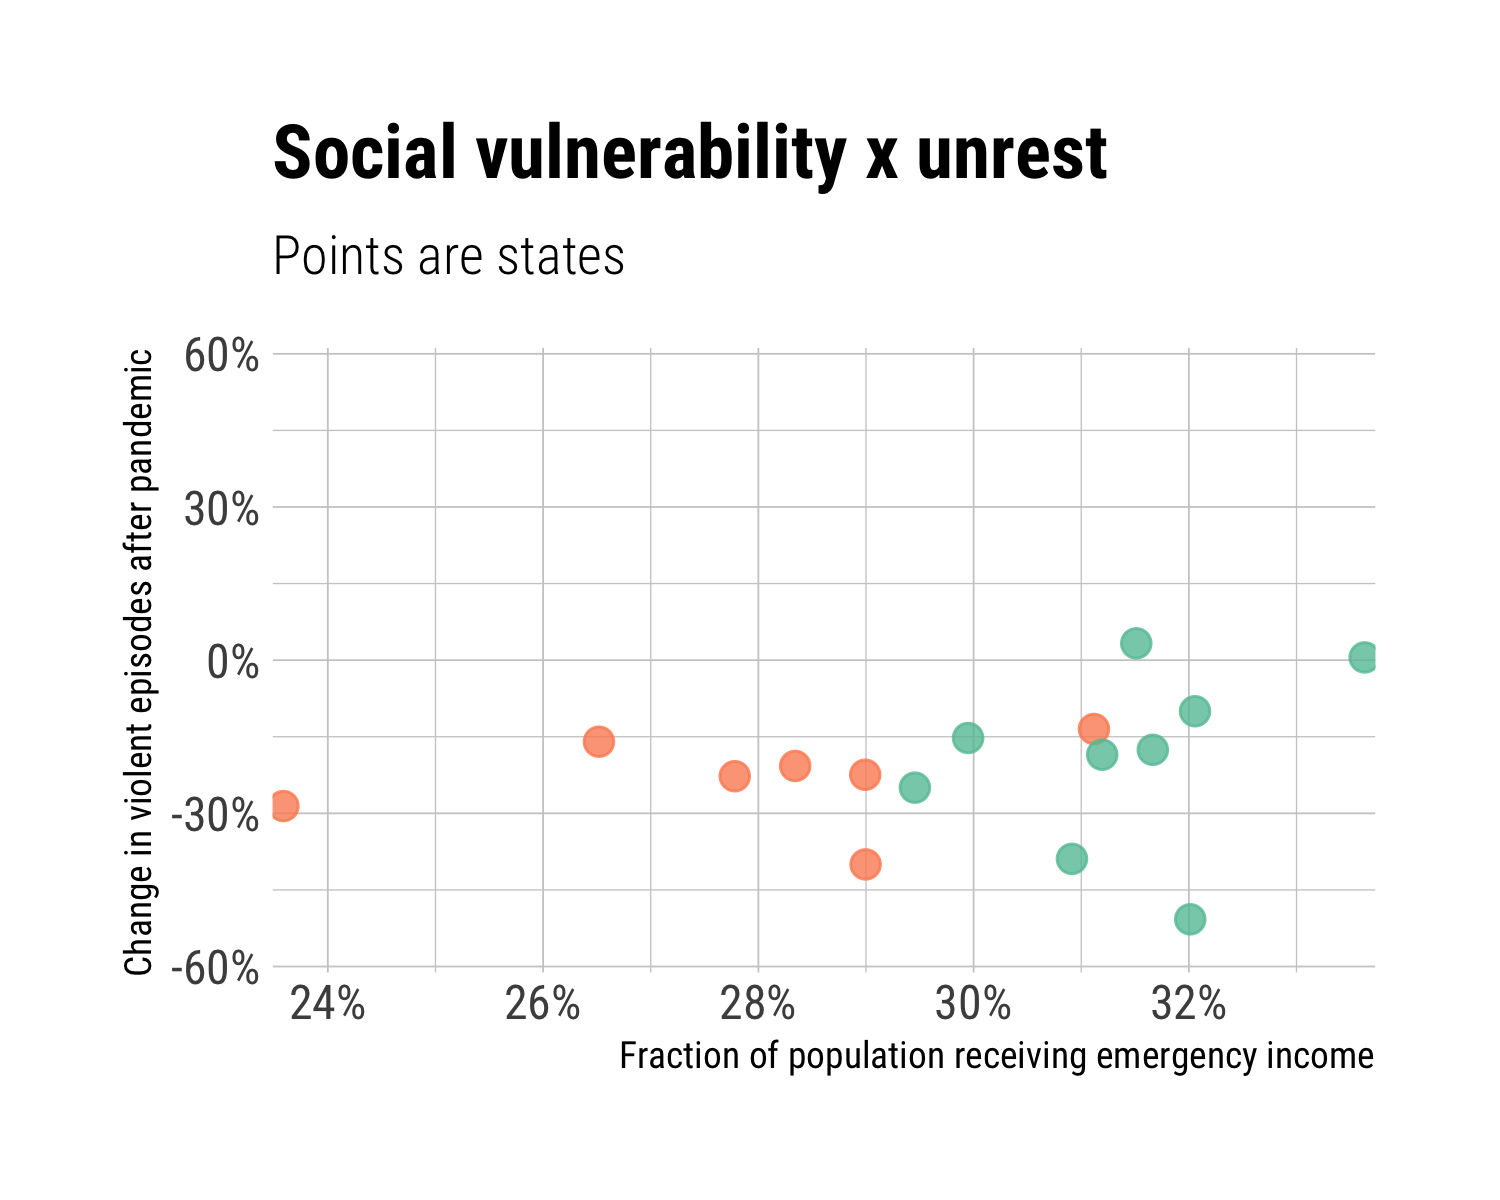 Social vulnerability x unrest
Points are states
Change in violent episodes after pandemic
60%
30%
0%
-30%
-60%
24% 26% 28% 30% 32%
Fraction of population receiving emergency income